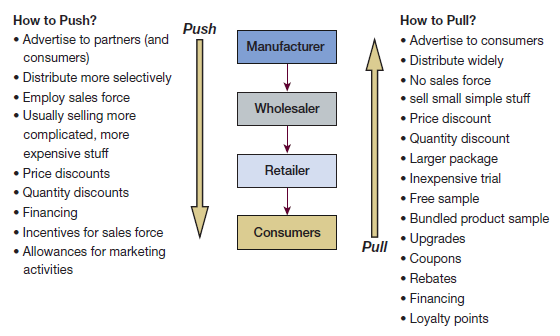 How to Push?
• Advertise to partners (and
consumers)
• Distribute more selectively
• Employ sales force
• Usually selling more
complicated, more
expensive stuff
• Price discounts
• Quantity discounts
• Financing
• Incentives for sales force
• Allowances for marketing
activities
Push
Manufacturer
Wholesaler
Retailer
Consumers
Pull
How to Pull?
• Advertise to consumers
• Distribute widely
• No sales force
• sell small simple stuff
• Price discount
• Quantity discount
• Larger package
• Inexpensive trial
• Free sample
• Bundled product sample
• Upgrades
• Coupons
• Rebates
• Financing
• Loyalty points